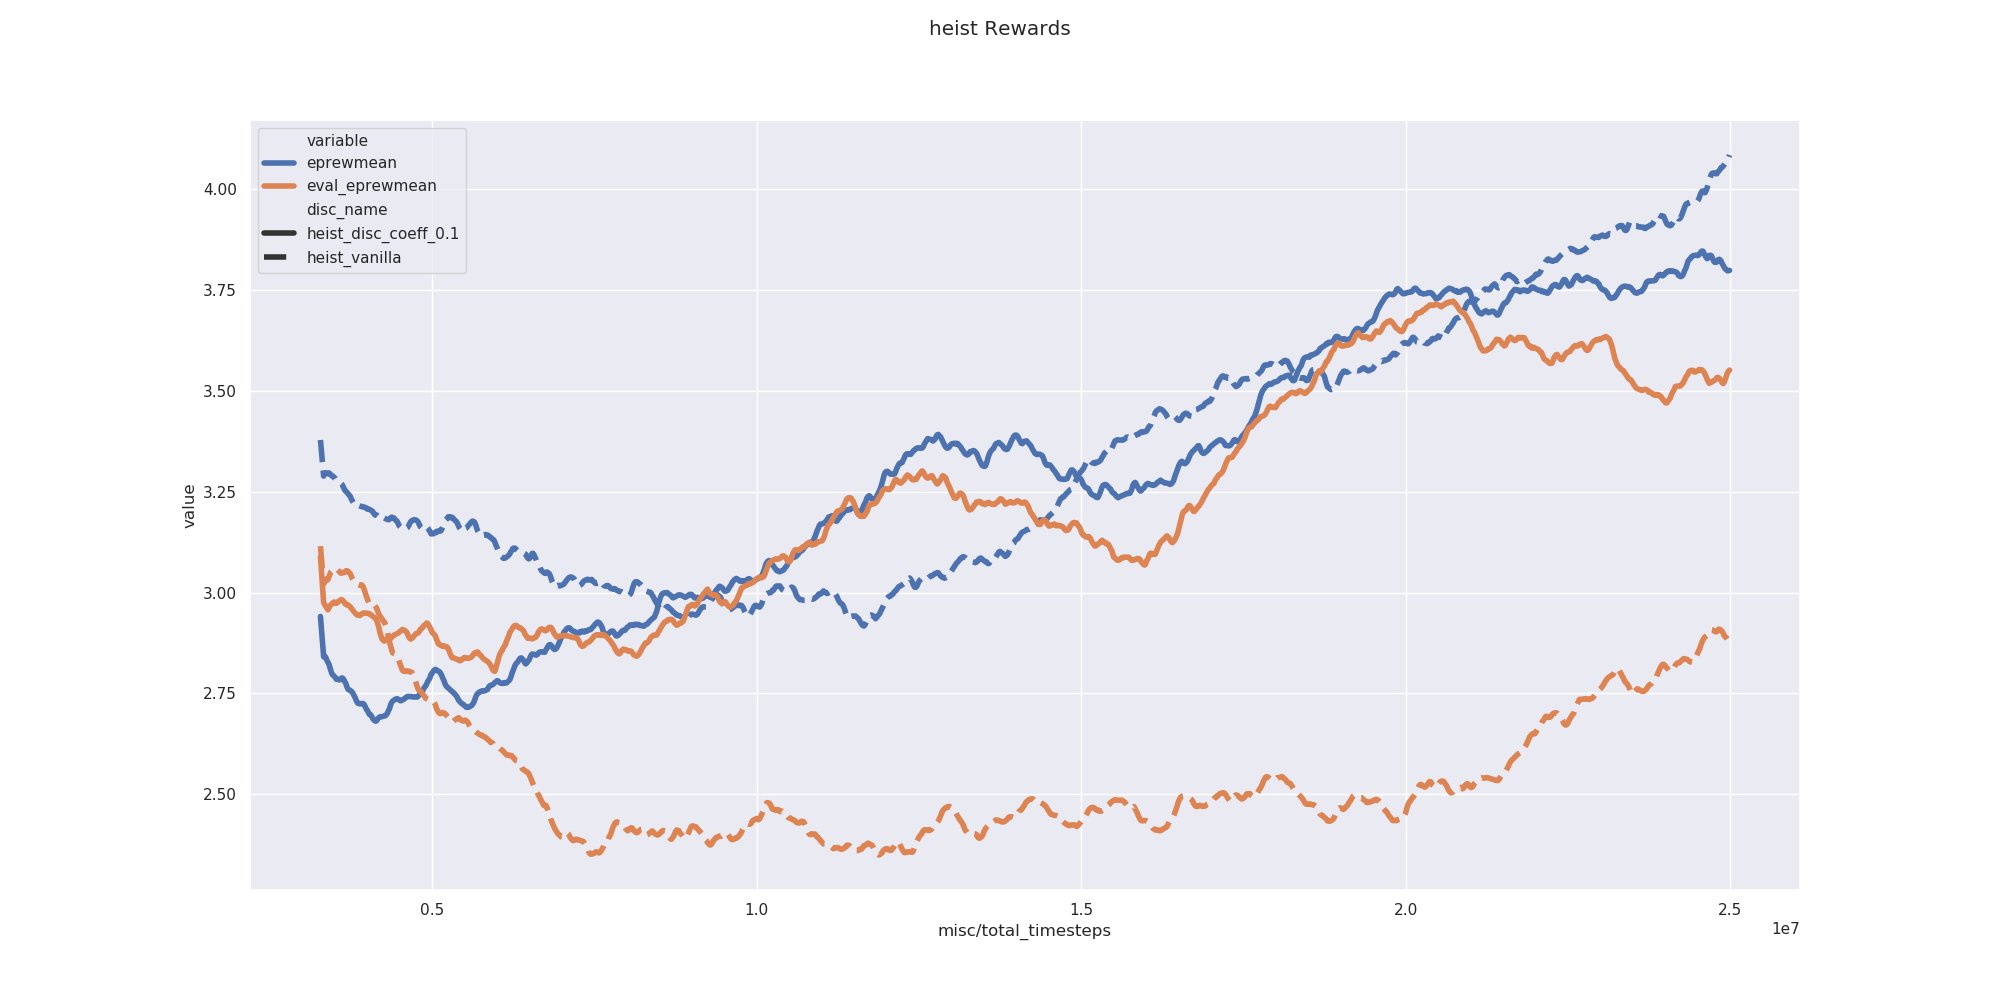 heist Rewards
variable
eprewmean
eval_eprewmean
disc_name
heist_disc_coeff_0.1
heist_vanilla
4.00
3.75
3.50
3.25
3.00
2.75
2.50
value
0.5 1.0 1.5 2.0 2.5
1e7
misc/total_timesteps